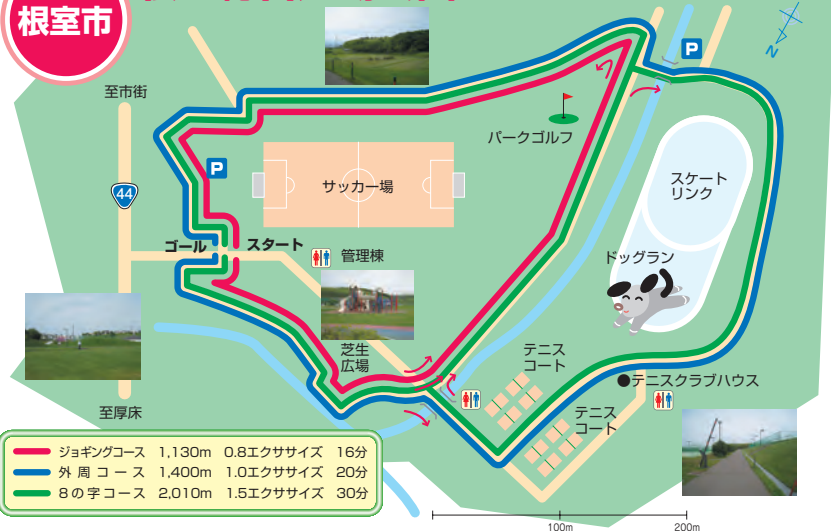 根室市
至市街
P
N
パークゴルフ
スケート
リンク
P
サッカー場
44
ゴール
スタート
管理棟
ドッグラン
芝生
広場
テニス
コート
●テニスクラブハウス
テニス
コート
至厚床
ジョギングコース 1,130m 0.8エクササイズ 16分
外周コース 1,400m 1.0エクササイズ 20分
8の字コース 2,010m 1.5エクササイズ 30分
100m
200m